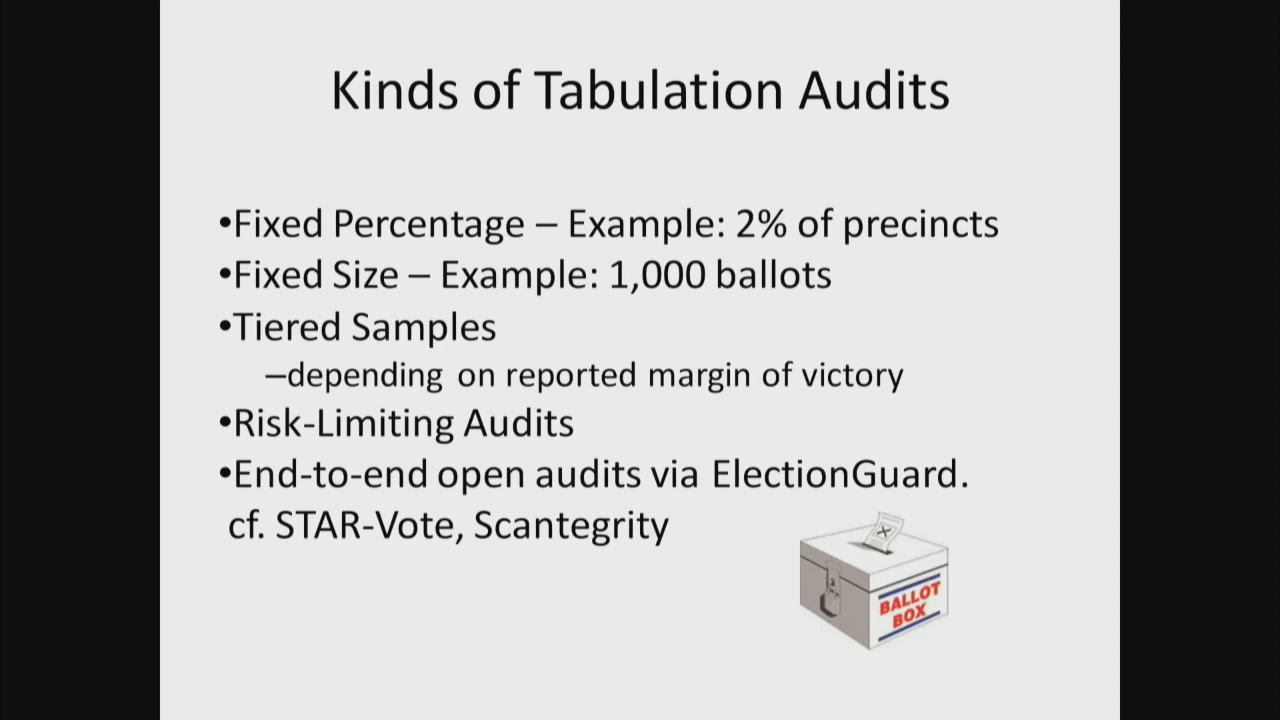 Kinds of Tabulation Audits
•Fixed Percentage – Example: 2% of precincts
•Fixed Size – Example: 1,000 ballots
•Tiered Samples
–depending on reported margin of victory
•Risk-Limiting Audits
•End-to-end open audits via ElectionGuard.
cf. STAR-Vote, Scantegrity
BALLOT
BOX